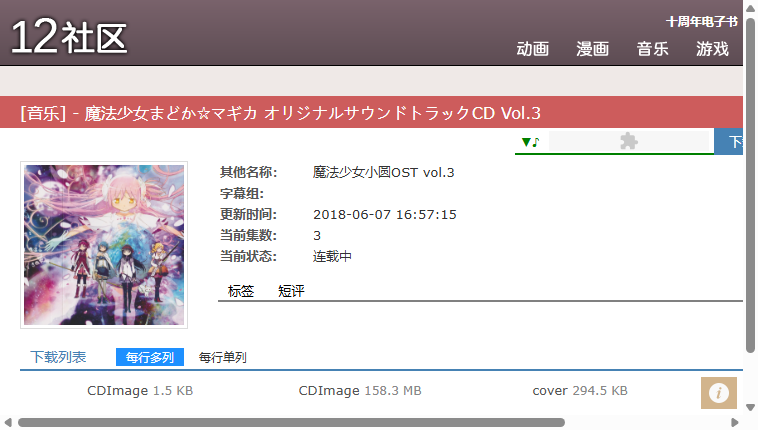 12社区
十周年电子书
动画 漫画 音乐 游戏
[音乐] - 魔法少女まどか☆マギカ オリジナルサウンドトラックCD Vol.3
▼♪ 下
其他名称: 魔法少女小圆OST vol.3
字幕组:
更新时间: 2018-06-07 16:57:15
当前集数: 3
当前状态: 连载中
标签 短评
下载列表 每行多列 每行单列
CDImage 1.5 KB CDImage 158.3 MB cover 294.5 KB